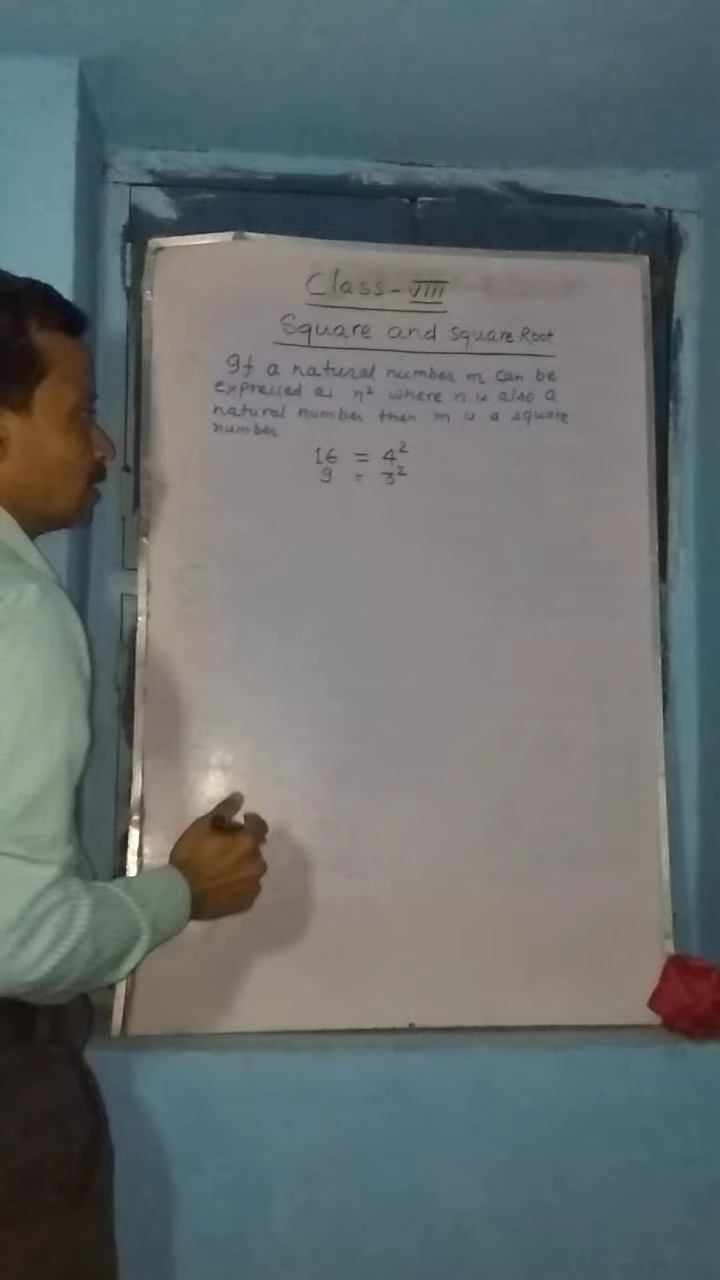 Class - VIII
Square and Square Root
If a natural number m can be
expressed as n² where n is also a
natural number then m is a square
number
16 = 4²
9 = 3²